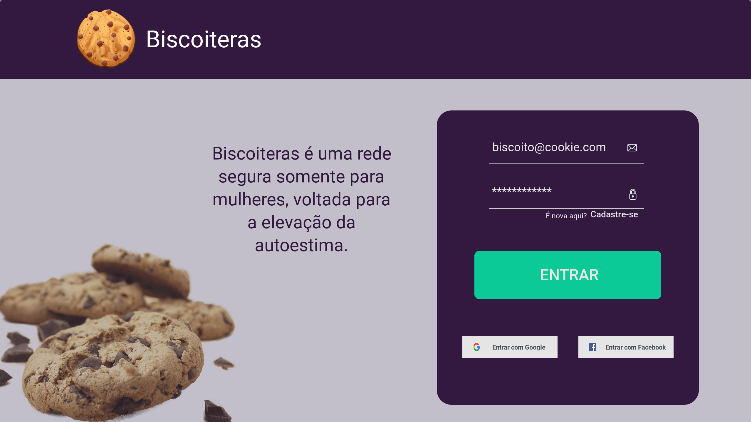 Biscoiteras
Biscoiteras é uma rede
segura somente para
mulheres, voltada para
a elevação da
autoestima.
biscoito@cookie.com
************
É nova aqui? Cadastre-se
ENTRAR
Entrar com Google
Entrar com Facebook